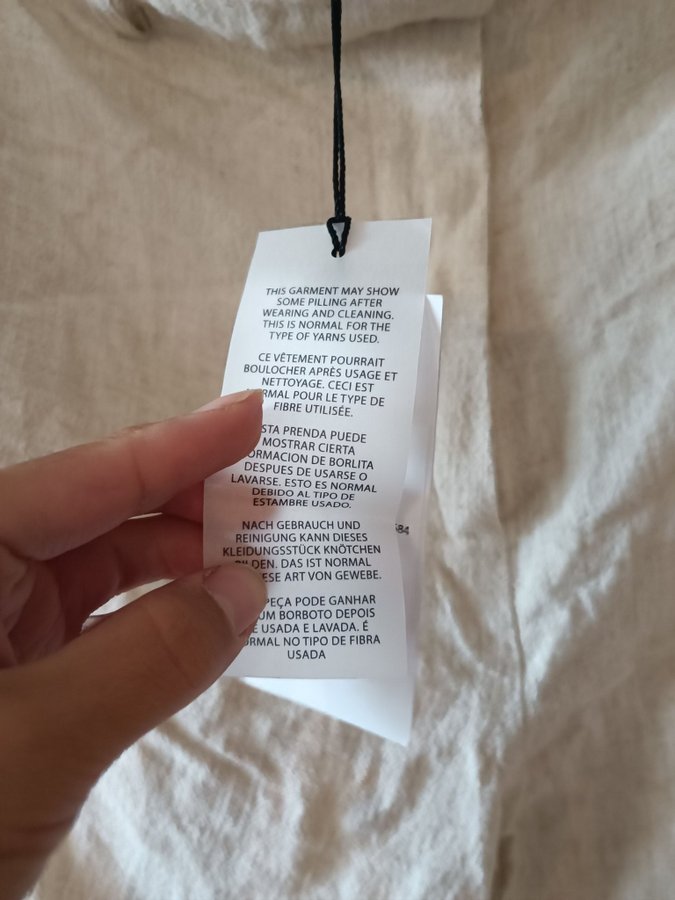 THIS GARMENT MAY SHOW
SOME PILLING AFTER
WEARING AND CLEANING.
THIS IS NORMAL FOR THE
TYPE OF YARNS USED.
CE VÊTEMENT POURRAIT
BOULOCHER APRÈS USAGE ET
NETTOYAGE. CECI EST
RMAL POUR LE TYPE DE
FIBRE UTILISÉE.
STA PRENDA PUEDE
MOSTRAR CIERTA
ORMACION DE BORLITA
DESPUES DE USARSE O
LAVARSE. ESTO ES NORMAL
DEBIDO AL TIPO DE
ESTAMBRE USADO.
NACH GEBRAUCH UND
REINIGUNG KANN DIESES
KLEIDUNGSSTÜCK KNÖTCHEN
LDEN. DAS IST NORMAL
ESE ART VON GEWEBE.
PEÇA PODE GANHAR
UM BORBOTO DEPOIS
E USADA E LAVADA. É
ORMAL NO TIPO DE FIBRA
USADA
684